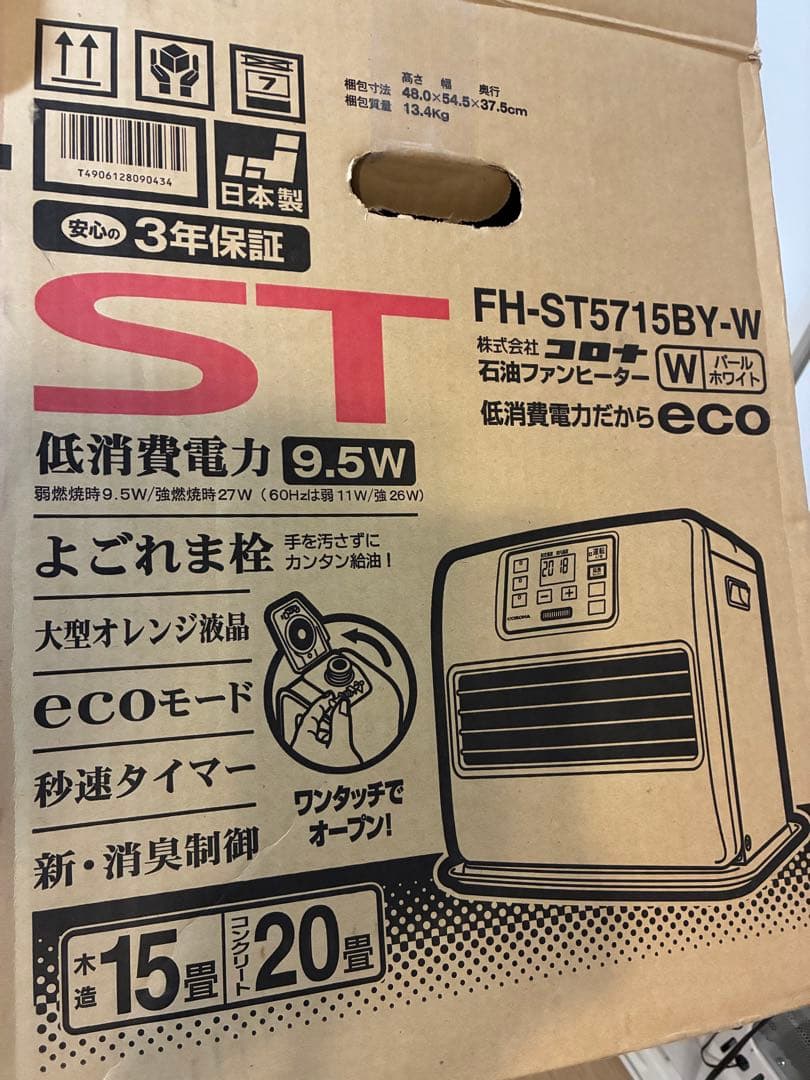 7
高さ 幅 奥行
梱包寸法 48.0×54.5×37.5cm
梱包質量 13.4Kg
T4906128090434
日本製
安心の 3年保証
ST
FH-ST5715BY-W
株式会社 コロナ
石油ファンヒーター
W パールホワイト
低消費電力だからeco
低消費電力 9.5W
弱燃焼時9.5W/強燃焼時27W(60Hzは弱11W/強26W)
よごれま栓
手を汚さずに
カンタン給油!
大型オレンジ液晶
ecoモード
秒速タイマー
新・消臭制御
ワンタッチで
オープン!
20 18
CORONA
木造 15畳 コンクリート 20畳